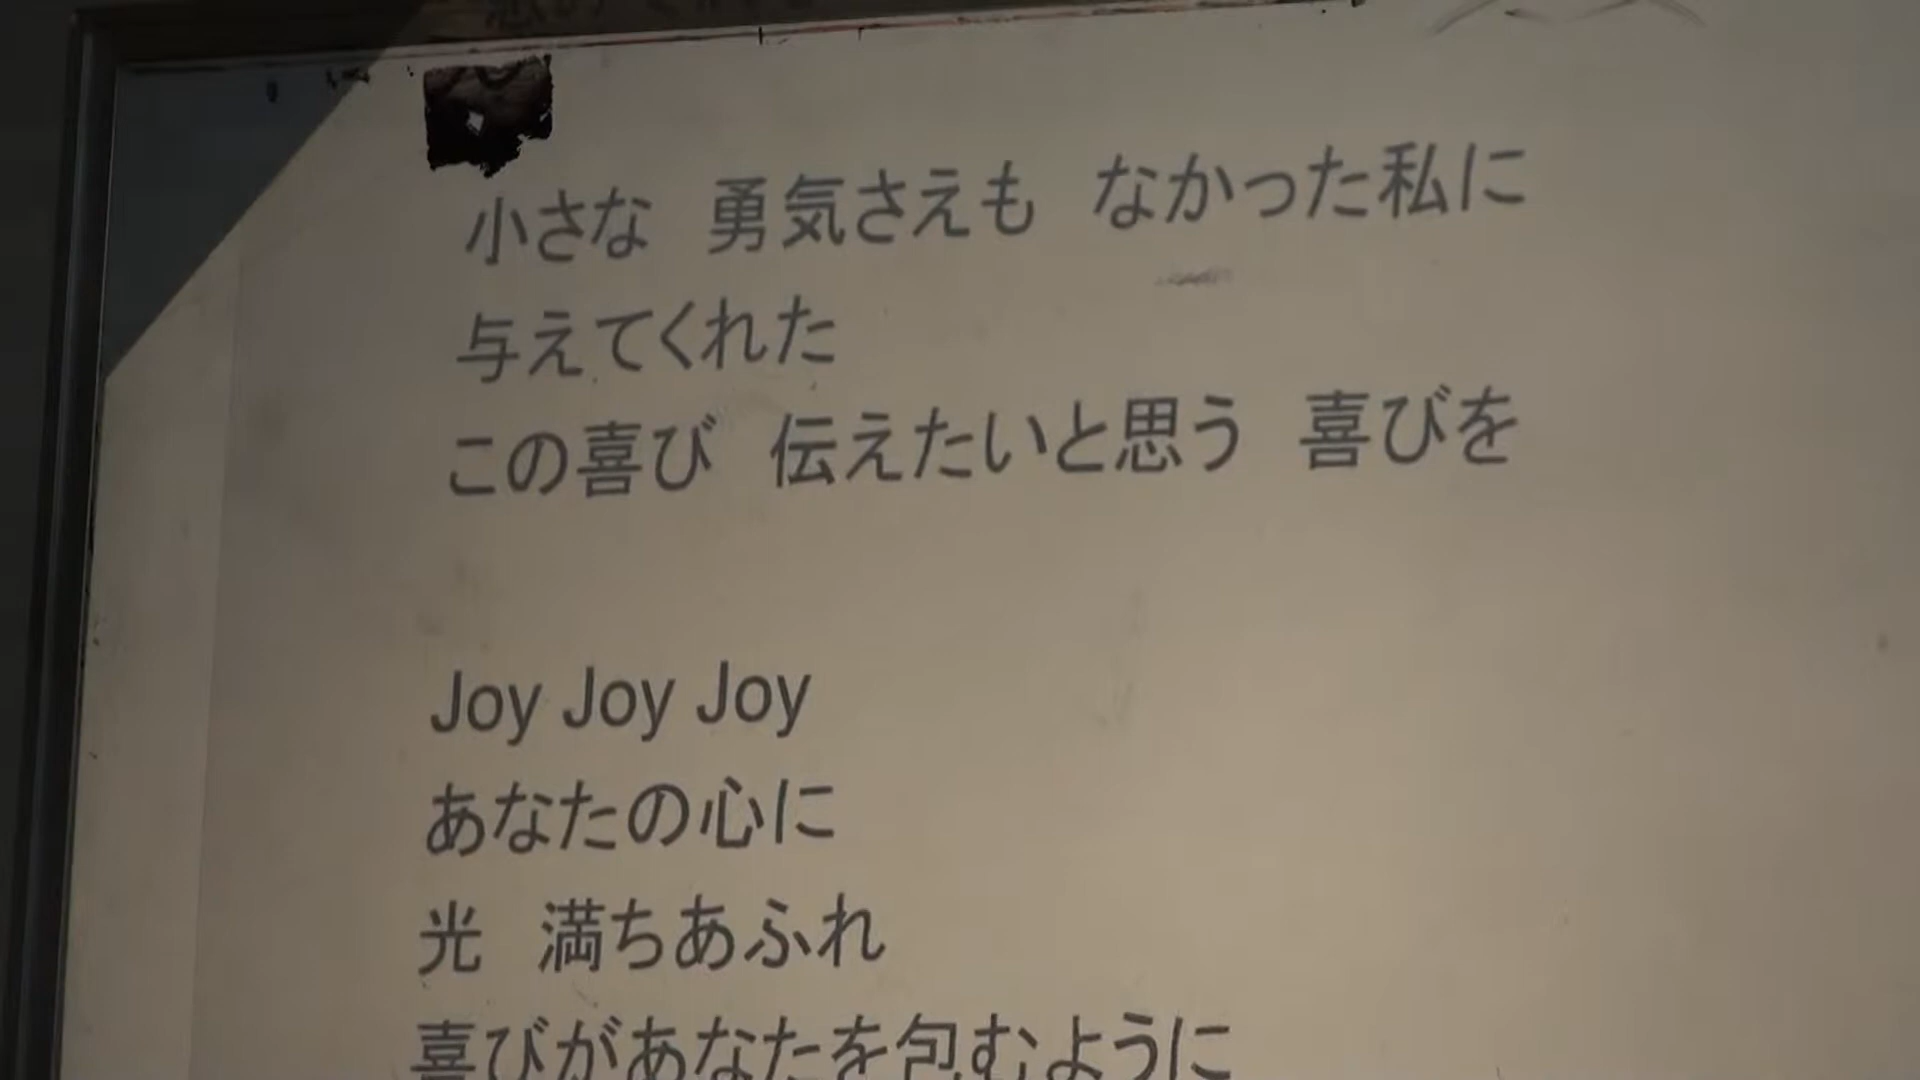 小さな　勇気さえも　なかった私に
与えてくれた
この喜び　伝えたいと思う　喜びを
Joy Joy Joy
あなたの心に
光　満ちあふれ
喜びがあなたを包むように